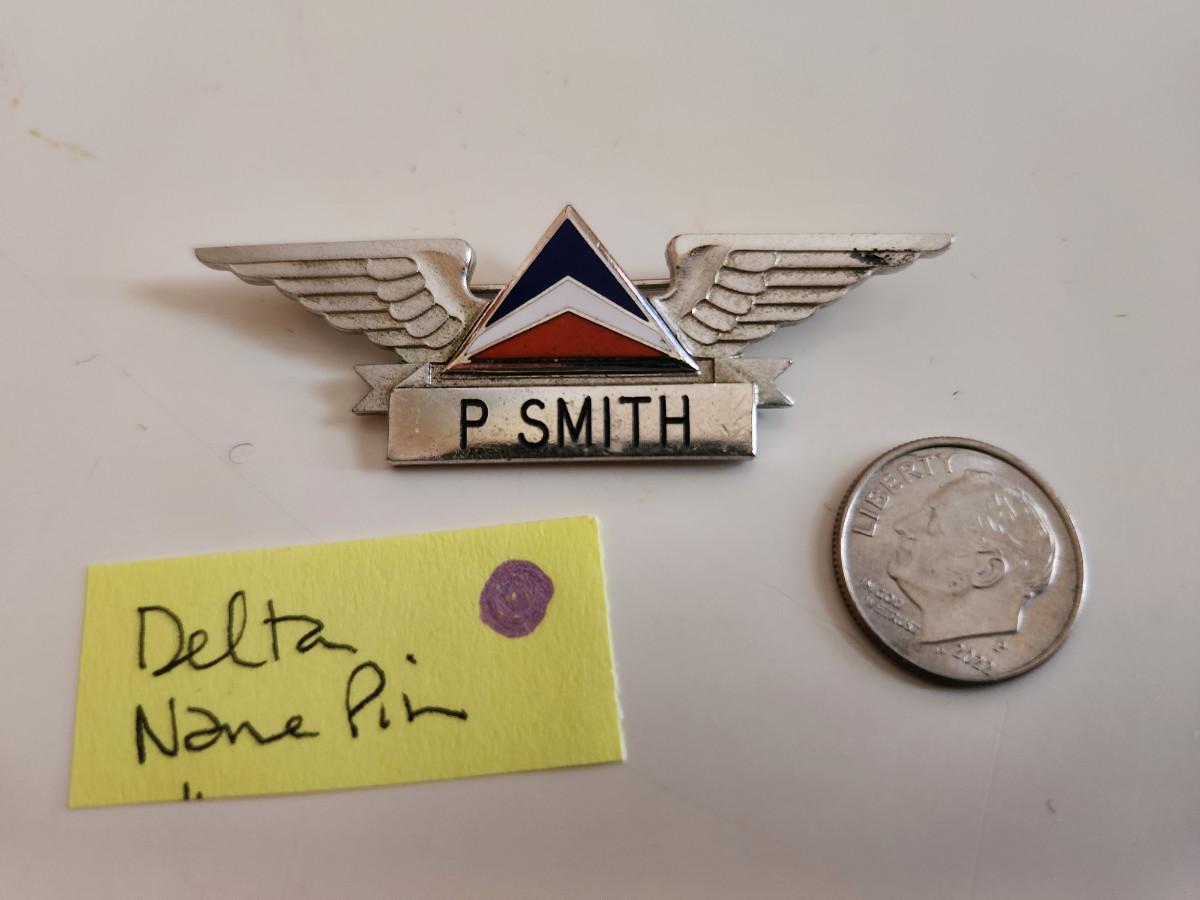 P SMITH
Delta
Name Pin
LIBERTY
IN GOD
WE TRUST
P
2022